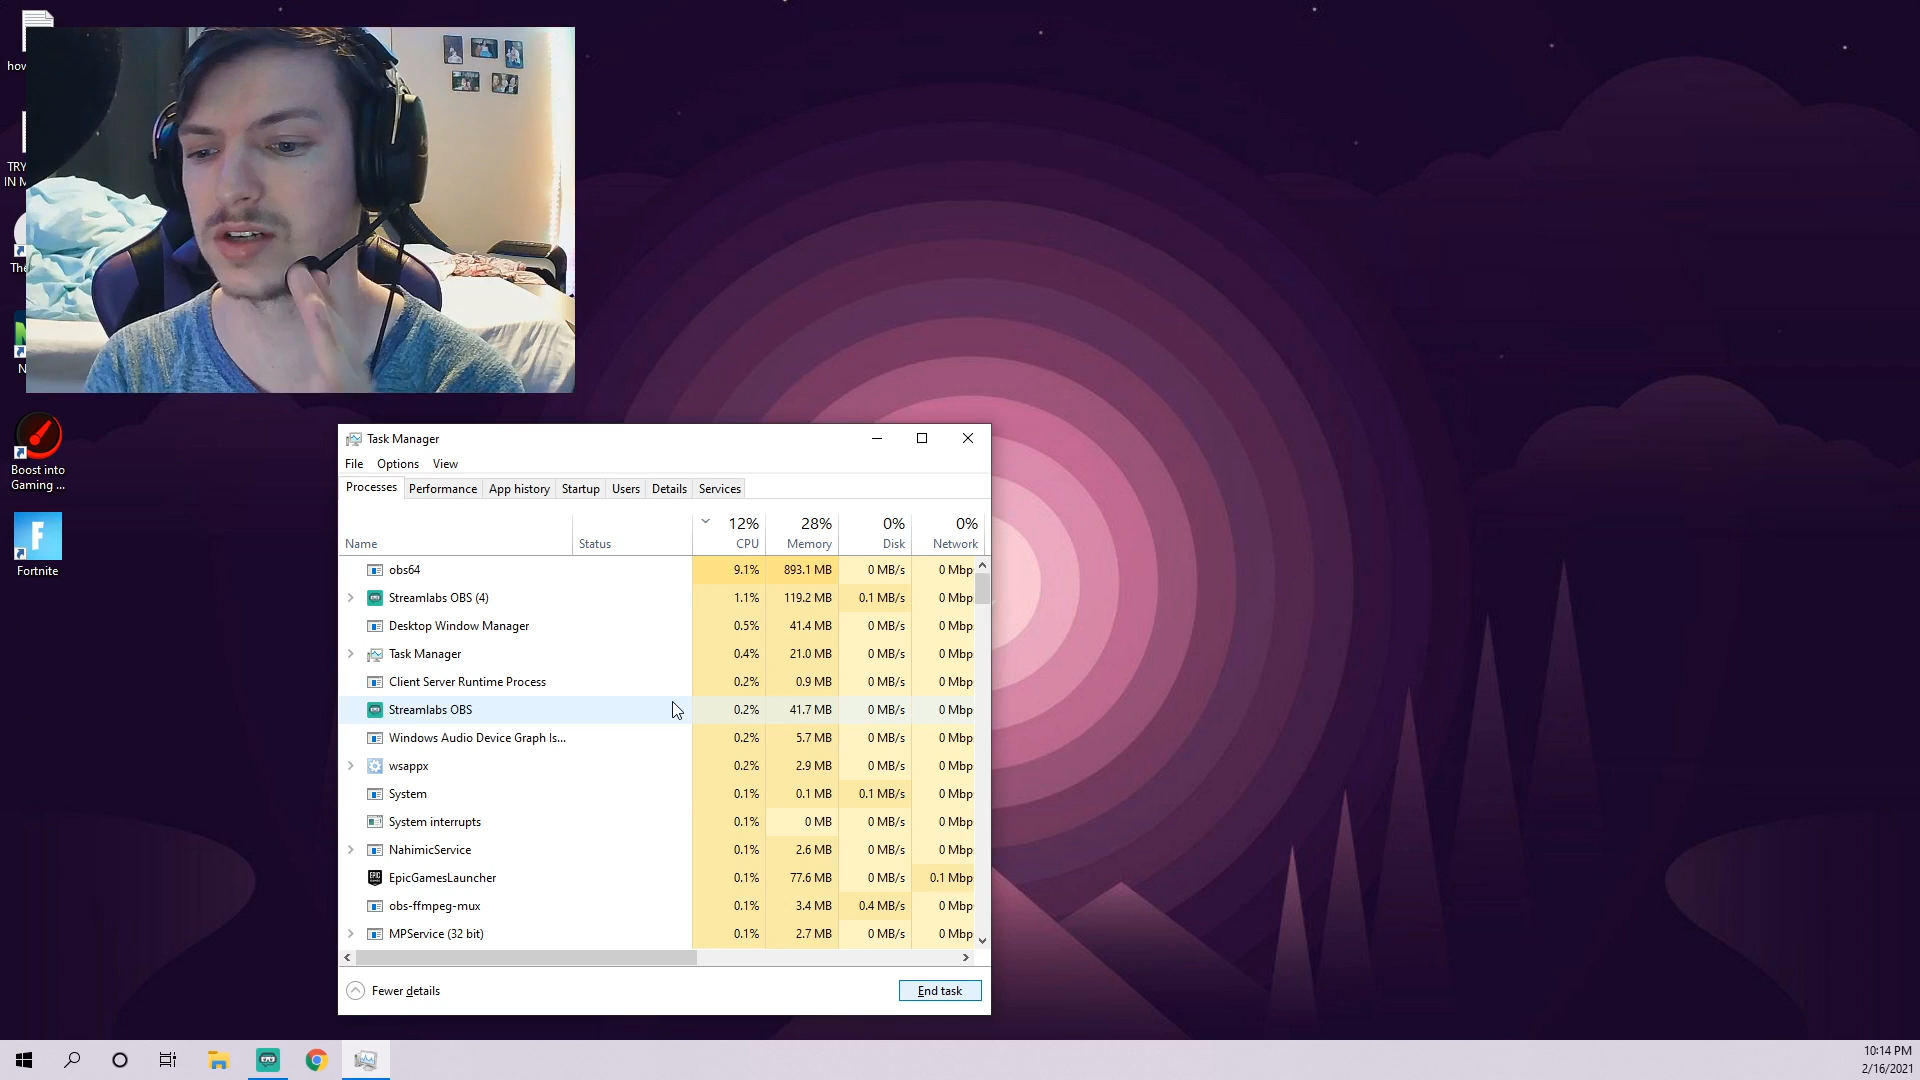 how
TRY
IN M
The
N
Boost into
Gaming ...
Fortnite
Task Manager
File Options View
Processes Performance App history Startup Users Details Services
12% 28% 0% 0%
Name Status CPU Memory Disk Network
obs64 9.1% 893.1 MB 0 MB/s 0 Mbp
Streamlabs OBS (4) 1.1% 119.2 MB 0.1 MB/s 0 Mbp
Desktop Window Manager 0.5% 41.4 MB 0 MB/s 0 Mbp
Task Manager 0.4% 21.0 MB 0 MB/s 0 Mbp
Client Server Runtime Process 0.2% 0.9 MB 0 MB/s 0 Mbp
Streamlabs OBS 0.2% 41.7 MB 0 MB/s 0 Mbp
Windows Audio Device Graph Is... 0.2% 5.7 MB 0 MB/s 0 Mbp
wsappx 0.2% 2.9 MB 0 MB/s 0 Mbp
System 0.1% 0.1 MB 0.1 MB/s 0 Mbp
System interrupts 0.1% 0 MB 0 MB/s 0 Mbp
NahimicService 0.1% 2.6 MB 0 MB/s 0 Mbp
EpicGamesLauncher 0.1% 77.6 MB 0 MB/s 0.1 Mbp
obs-ffmpeg-mux 0.1% 3.4 MB 0.4 MB/s 0 Mbp
MPService (32 bit) 0.1% 2.7 MB 0 MB/s 0 Mbp
Fewer details End task
10:14 PM
2/16/2021